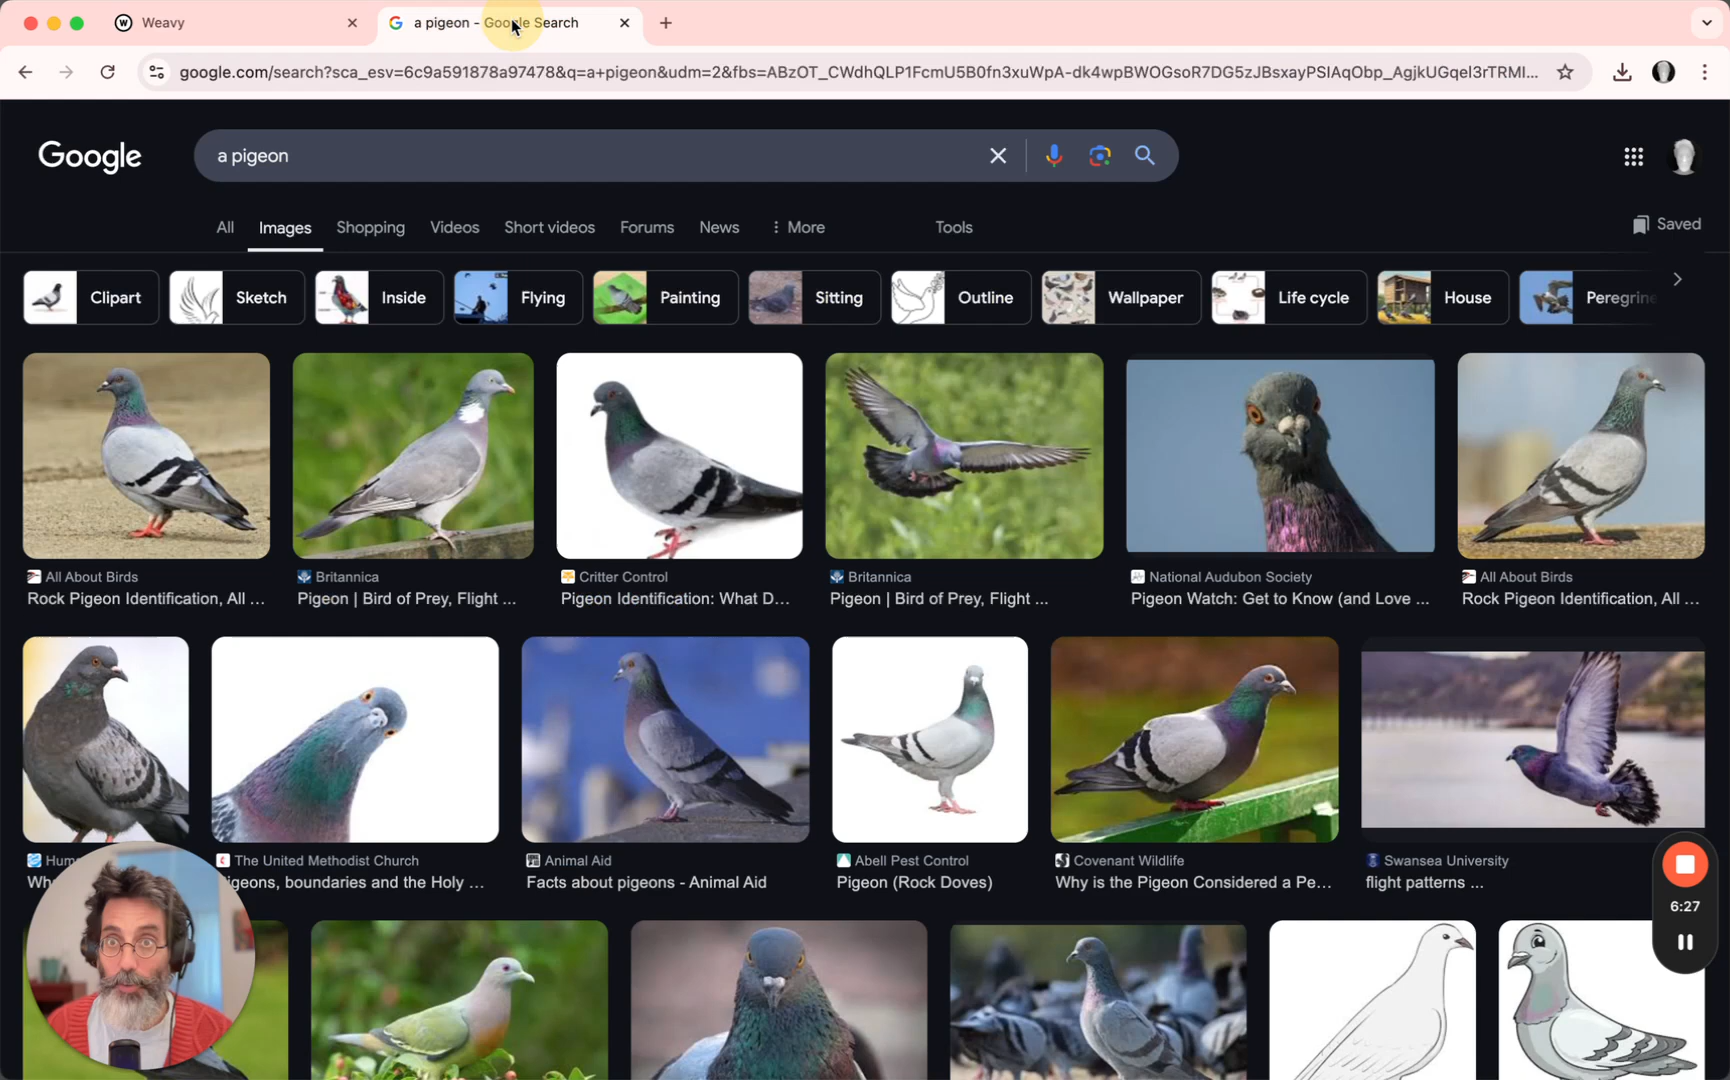 Weavy
a pigeon - Google Search
google.com/search?sca_esv=6c9a591878a97478&q=a+pigeon&udm=2&fbs=ABzOT_CWdhQLP1FcmU5B0fn3xuWpA-dk4wpBWOGsoR7DG5zJBsxayPSIAqObp_AgjkUGqel3rTRMI...
Google
a pigeon
All
Images
Shopping
Videos
Short videos
Forums
News
More
Tools
Saved
Clipart
Sketch
Inside
Flying
Painting
Sitting
Outline
Wallpaper
Life cycle
House
Peregrine
All About Birds
Rock Pigeon Identification, All ...
Britannica
Pigeon | Bird of Prey, Flight ...
Critter Control
Pigeon Identification: What D...
Britannica
Pigeon | Bird of Prey, Flight ...
National Audubon Society
Pigeon Watch: Get to Know (and Love ...
All About Birds
Rock Pigeon Identification, All ...
The United Methodist Church
igeons, boundaries and the Holy ...
Animal Aid
Facts about pigeons - Animal Aid
Abell Pest Control
Pigeon (Rock Doves)
Covenant Wildlife
Why is the Pigeon Considered a Pe...
Swansea University
flight patterns ...
6:27